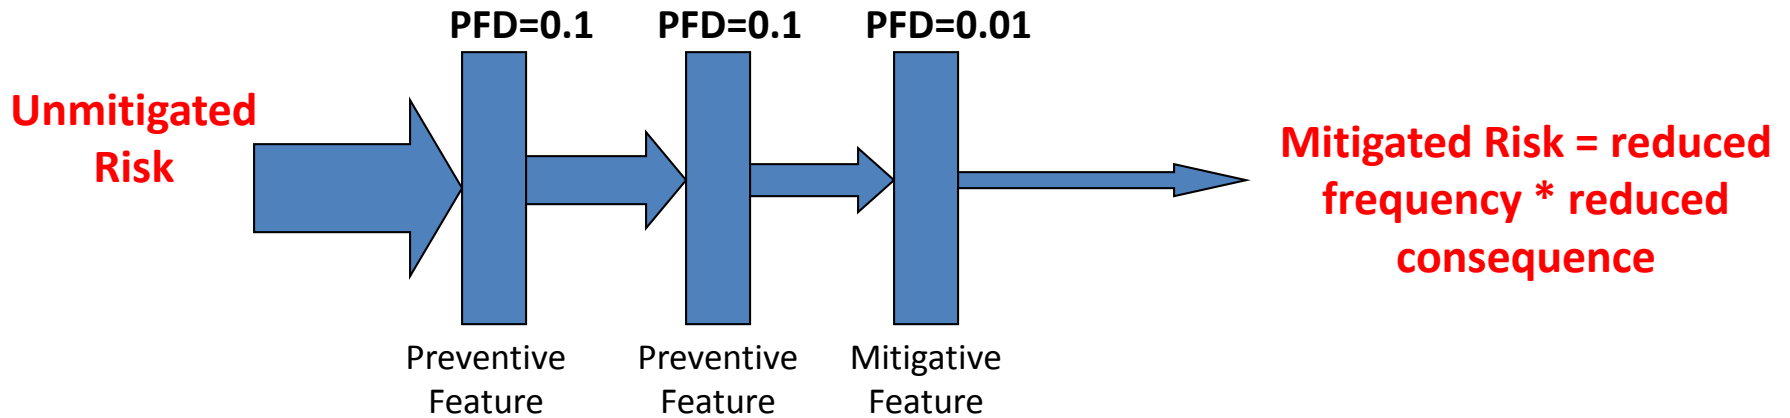 PFD=0.1
PFD=0.1
PFD=0.01
Unmitigated
Risk
Mitigated Risk = reduced
frequency * reduced
consequence
Preventive
Feature
Preventive
Feature
Mitigative
Feature